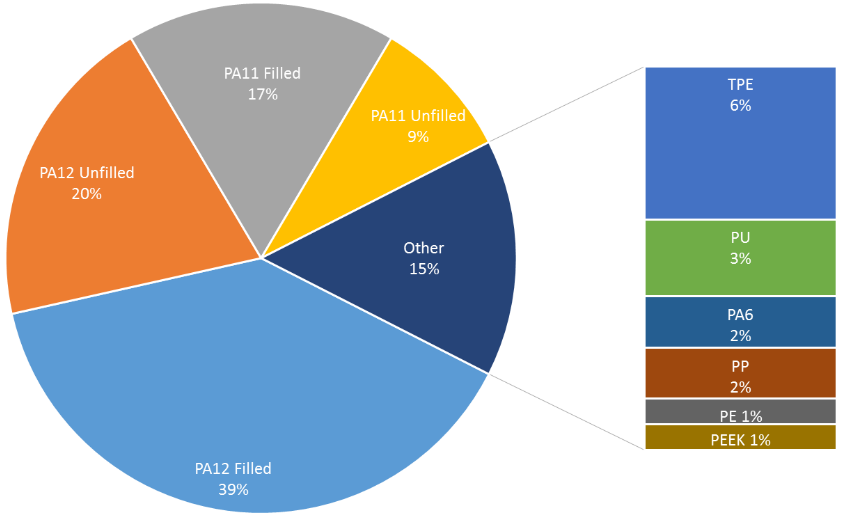 PA11 Filled
17%
PA11 Unfilled
9%
PA12 Unfilled
20%
Other
15%
PA12 Filled
39%
TPE
6%
PU
3%
PA6
2%
PP
2%
PE 1%
PEEK 1%